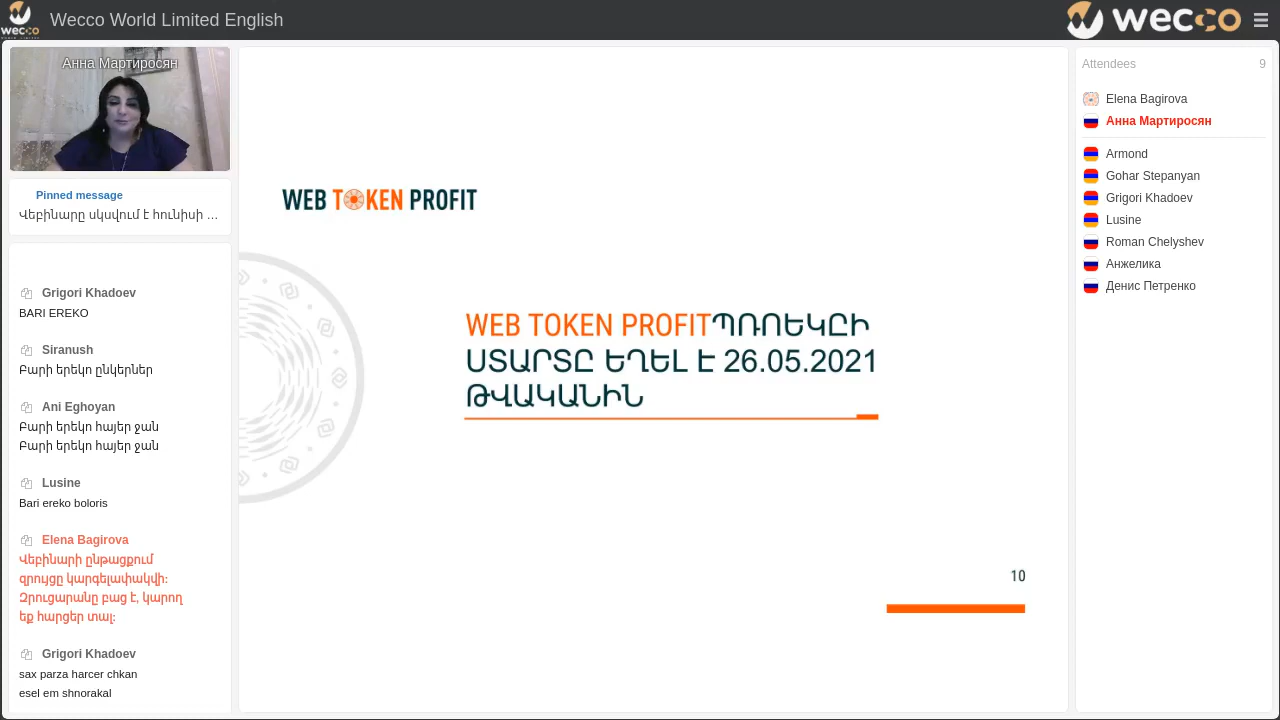 wecco
Wecco World Limited English
wecco
Анна Мартиросян
Pinned message
Վեբինարը սկսվում է հունիսի ...
Grigori Khadoev
BARI EREKO
Siranush
Բարի երեկո ընկերներ
Ani Eghoyan
Բարի երեկո հայեր ջան
Բարի երեկո հայեր ջան
Lusine
Bari ereko boloris
Elena Bagirova
Վեբինարի ընթացքում
զրույցը կարգելափակվի:
Զրուցարանը բաց է, կարող
եք հարցեր տալ:
Grigori Khadoev
sax parza harcer chkan
esel em shnorakal
WEB TOKEN PROFIT
WEB TOKEN PROFITՊՌՈԵԿԸԻ
ՍՏԱՐՏԸ ԵՂԵԼ Է 26.05.2021
ԹՎԱԿԱՆԻՆ
10
Attendees 9
Elena Bagirova
Анна Мартиросян
Armond
Gohar Stepanyan
Grigori Khadoev
Lusine
Roman Chelyshev
Анжелика
Денис Петренко